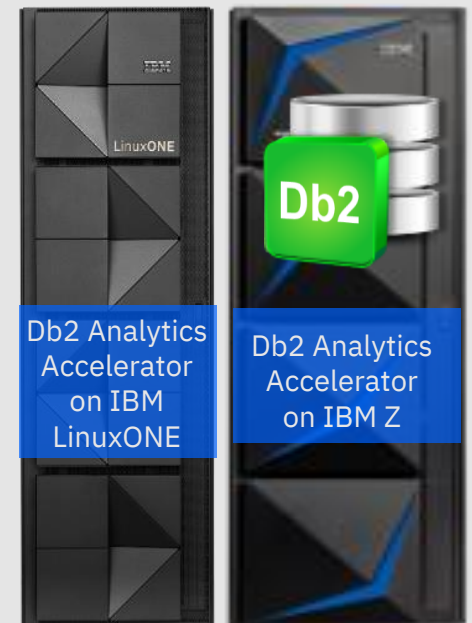 IBM
LinuxONE
Db2 Analytics
Accelerator
on IBM
LinuxONE
IBM
Db2
Db2 Analytics
Accelerator
on IBM Z